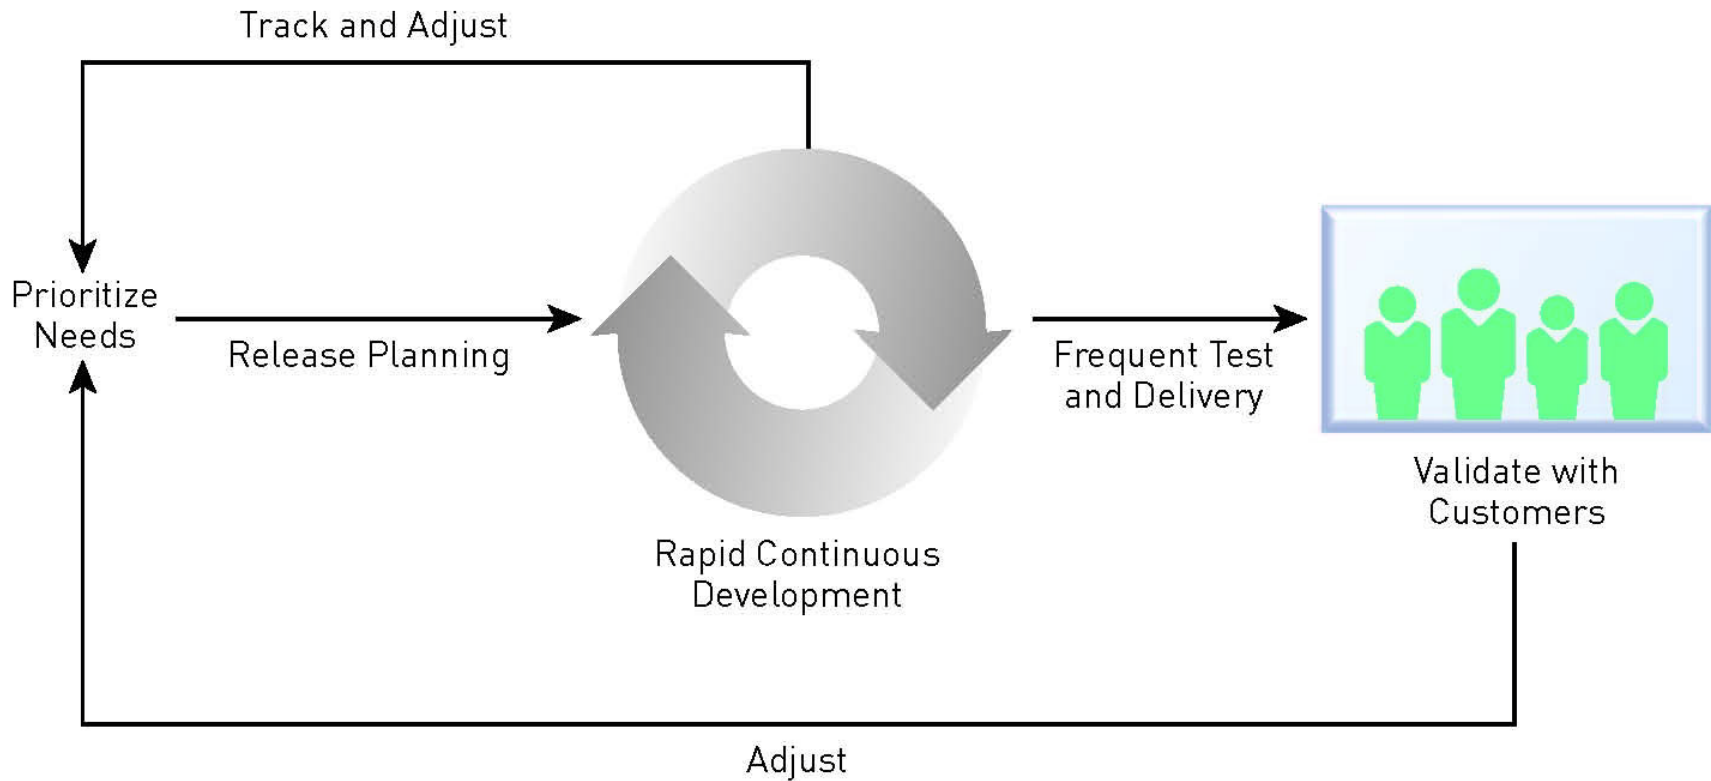 Track and Adjust
Prioritize
Needs
Release Planning
Rapid Continuous
Development
Frequent Test
and Delivery
Validate with
Customers
Adjust